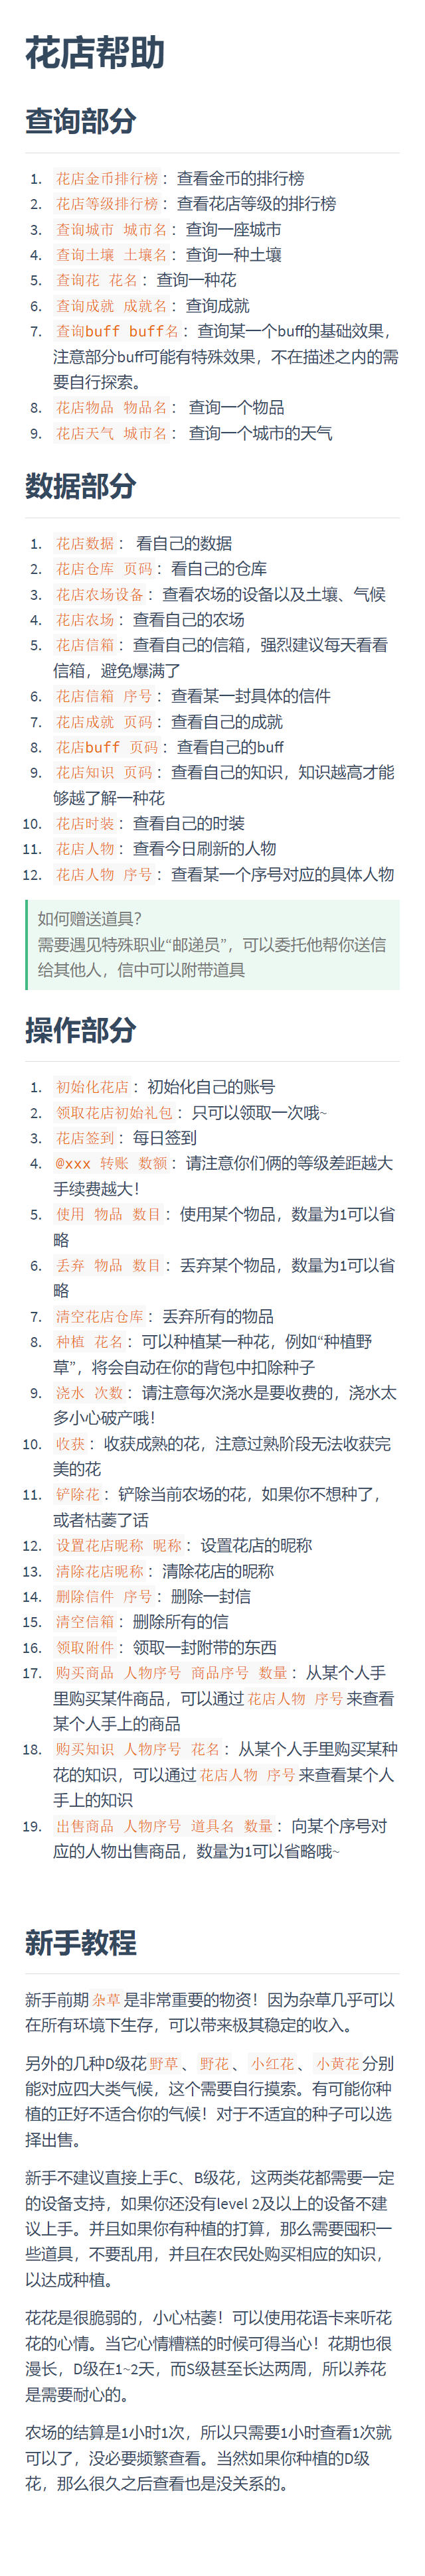 花店帮助
查询部分
1. 花店金币排行榜：查看金币的排行榜
2. 花店等级排行榜：查看花店等级的排行榜
3. 查询城市 城市名：查询一座城市
4. 查询土壤 土壤名：查询一种土壤
5. 查询花 花名：查询一种花
6. 查询成就 成就名：查询成就
7. 查询buff buff名：查询某一个buff的基础效果，
注意部分buff可能有特殊效果，不在描述之内的需
要自行探索。
8. 花店物品 物品名： 查询一个物品
9. 花店天气 城市名： 查询一个城市的天气
数据部分
1. 花店数据： 看自己的数据
2. 花店仓库 页码：看自己的仓库
3. 花店农场设备：查看农场的设备以及土壤、气候
4. 花店农场：查看自己的农场
5. 花店信箱：查看自己的信箱，强烈建议每天看看
信箱，避免爆满了
6. 花店信箱 序号：查看某一封具体的信件
7. 花店成就 页码：查看自己的成就
8. 花店buff 页码：查看自己的buff
9. 花店知识 页码：查看自己的知识，知识越高才能
够越了解一种花
10. 花店时装：查看自己的时装
11. 花店人物：查看今日刷新的人物
12. 花店人物 序号：查看某一个序号对应的具体人物
如何赠送道具？
需要遇见特殊职业“邮递员”，可以委托他帮你送信
给其他人，信中可以附带道具
操作部分
1. 初始化花店：初始化自己的账号
2. 领取花店初始礼包：只可以领取一次哦~
3. 花店签到：每日签到
4. @xxx 转账 数额：请注意你们俩的等级差距越大
手续费越大！
5. 使用 物品 数目：使用某个物品，数量为1可以省
略
6. 丢弃 物品 数目：丢弃某个物品，数量为1可以省
略
7. 清空花店仓库：丢弃所有的物品
8. 种植 花名：可以种植某一种花，例如“种植野
草”，将会自动在你的背包中扣除种子
9. 浇水 次数：请注意每次浇水是要收费的，浇水太
多小心破产哦！
10. 收获：收获成熟的花，注意过熟阶段无法收获完
美的花
11. 铲除花：铲除当前农场的花，如果你不想种了，
或者枯萎了话
12. 设置花店昵称 昵称：设置花店的昵称
13. 清除花店昵称：清除花店的昵称
14. 删除信件 序号：删除一封信
15. 清空信箱：删除所有的信
16. 领取附件：领取一封附带的东西
17. 购买商品 人物序号 商品序号 数量：从某个人手
里购买某件商品，可以通过花店人物 序号来查看
某个人手上的商品
18. 购买知识 人物序号 花名：从某个人手里购买某种
花的知识，可以通过花店人物 序号来查看某个人
手上的知识
19. 出售商品 人物序号 道具名 数量：向某个序号对
应的人物出售商品，数量为1可以省略哦~
新手教程
新手前期杂草是非常重要的物资！因为杂草几乎可以
在所有环境下生存，可以带来极其稳定的收入。
另外的几种D级花野草、野花、小红花、小黄花分别
能对应四大类气候，这个需要自行摸索。有可能你种
植的正好不适合你的气候！对于不适宜的种子可以选
择出售。
新手不建议直接上手C、B级花，这两类花都需要一定
的设备支持，如果你还没有level 2及以上的设备不建
议上手。并且如果你有种植的打算，那么需要囤积一
些道具，不要乱用，并且在农民处购买相应的知识，
以达成种植。
花花是很脆弱的，小心枯萎！可以使用花语卡来听花
花的心情。当它心情糟糕的时候可得当心！花期也很
漫长，D级在1~2天，而S级甚至长达两周，所以养花
是需要耐心的。
农场的结算是1小时1次，所以只需要1小时查看1次就
可以了，没必要频繁查看。当然如果你种植的D级
花，那么很久之后查看也是没关系的。